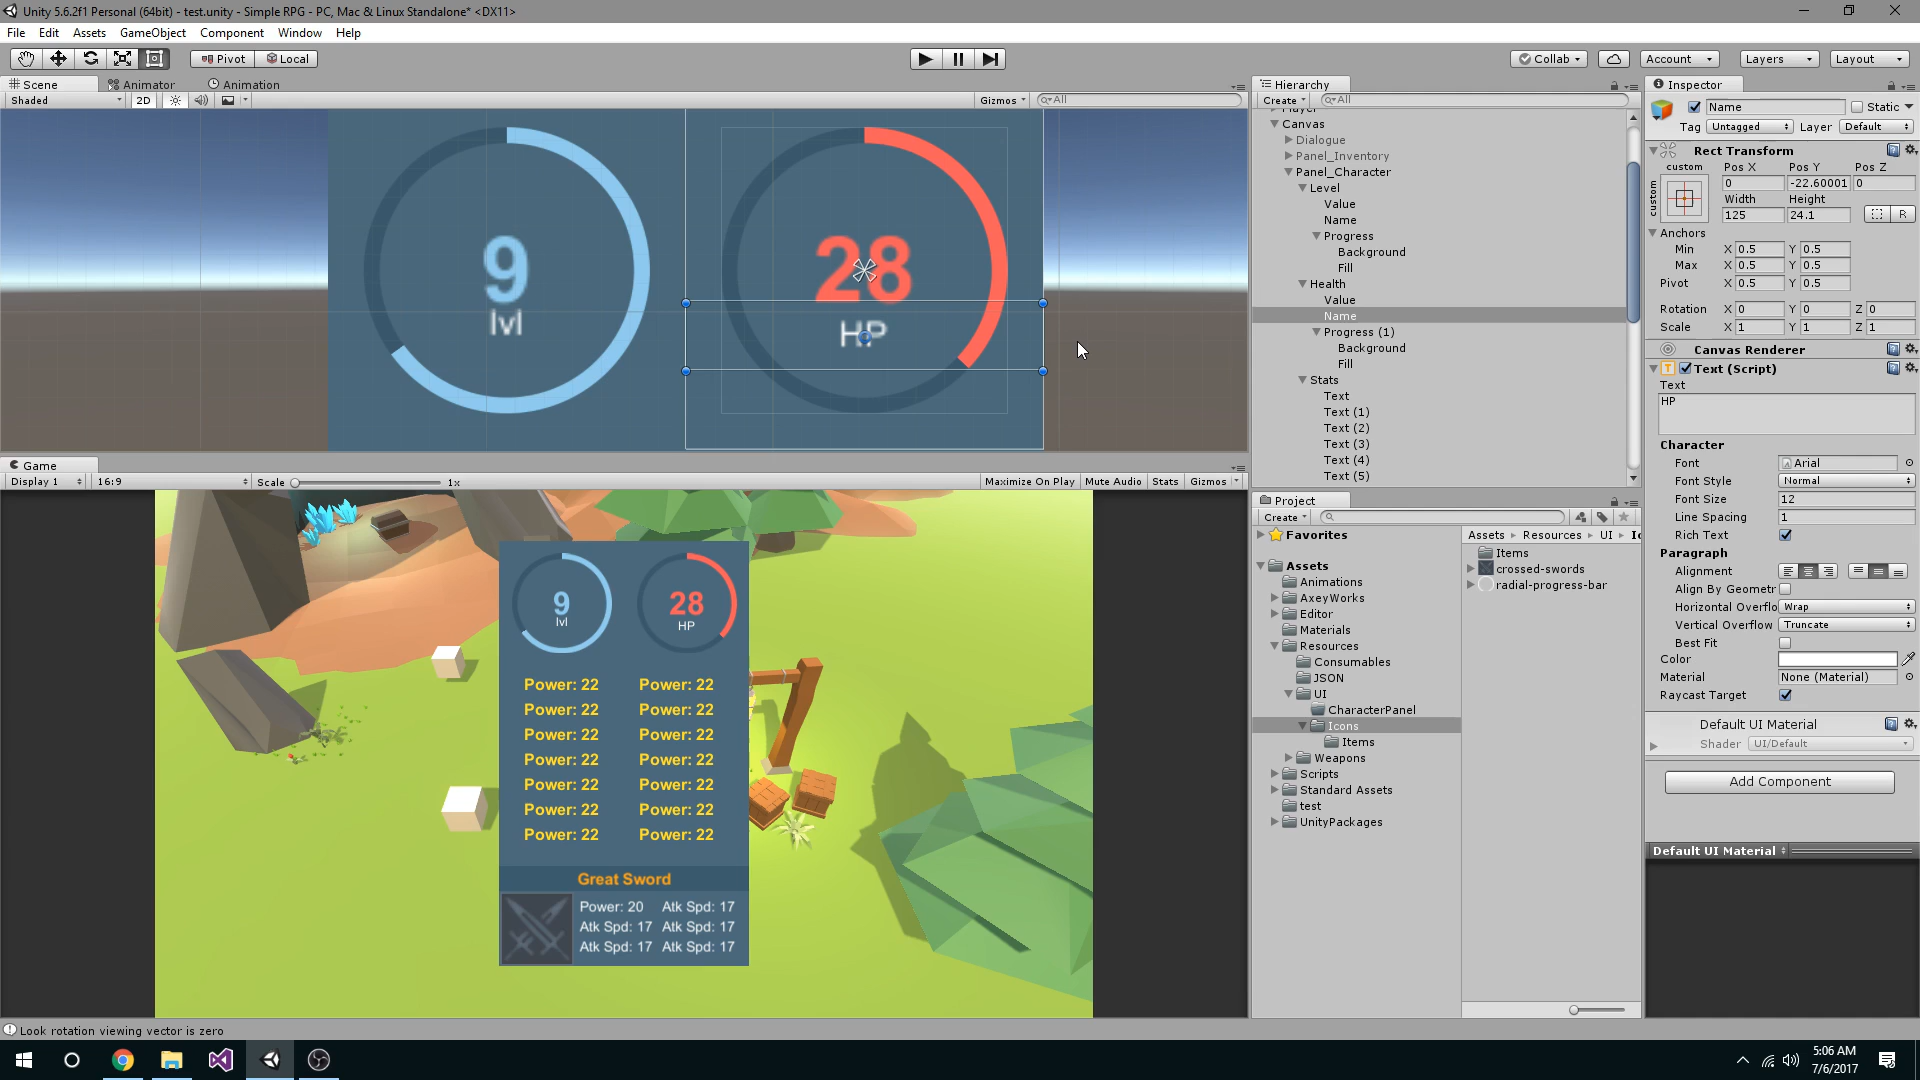 Unity 5.6.2f1 Personal (64bit) - test.unity - Simple RPG - PC, Mac & Linux Standalone* <DX11>
File Edit Assets GameObject Component Window Help
Pivot Local Collab Account Layers Layout
Scene Animator Animation
Shaded 2D Gizmos All
9
lvl
28
HP
Game
Display 1 16:9 Scale 1x Maximize On Play Mute Audio Stats Gizmos
9
lvl
28
HP
Power: 22 Power: 22
Power: 22 Power: 22
Power: 22 Power: 22
Power: 22 Power: 22
Power: 22 Power: 22
Power: 22 Power: 22
Power: 22 Power: 22
Great Sword
Power: 20 Atk Spd: 17
Atk Spd: 17 Atk Spd: 17
Atk Spd: 17 Atk Spd: 17
Hierarchy
Create All
Player
Canvas
Dialogue
Panel_Inventory
Panel_Character
Level
Value
Name
Progress
Background
Fill
Health
Value
Name
Progress (1)
Background
Fill
Stats
Text
Text (1)
Text (2)
Text (3)
Text (4)
Text (5)
Project
Create
Favorites
Assets
Animations
AxeyWorks
Editor
Materials
Resources
Consumables
JSON
UI
CharacterPanel
Icons
Items
Weapons
Scripts
Standard Assets
test
UnityPackages
Assets Resources UI Ic
Items
crossed-swords
radial-progress-bar
Inspector
Name Static
Tag Untagged Layer Default
Rect Transform
custom
custom
Pos X Pos Y Pos Z
0 -22.60001 0
Width Height
125 24.1 R
Anchors
Min X 0.5 Y 0.5
Max X 0.5 Y 0.5
Pivot X 0.5 Y 0.5
Rotation X 0 Y 0 Z 0
Scale X 1 Y 1 Z 1
Canvas Renderer
Text (Script)
Text
HP
Character
Font Arial
Font Style Normal
Font Size 12
Line Spacing 1
Rich Text
Paragraph
Alignment
Align By Geometr
Horizontal Overflo Wrap
Vertical Overflow Truncate
Best Fit
Color
Material None (Material)
Raycast Target
Default UI Material
Shader UI/Default
Add Component
Default UI Material
Look rotation viewing vector is zero
5:06 AM
7/6/2017